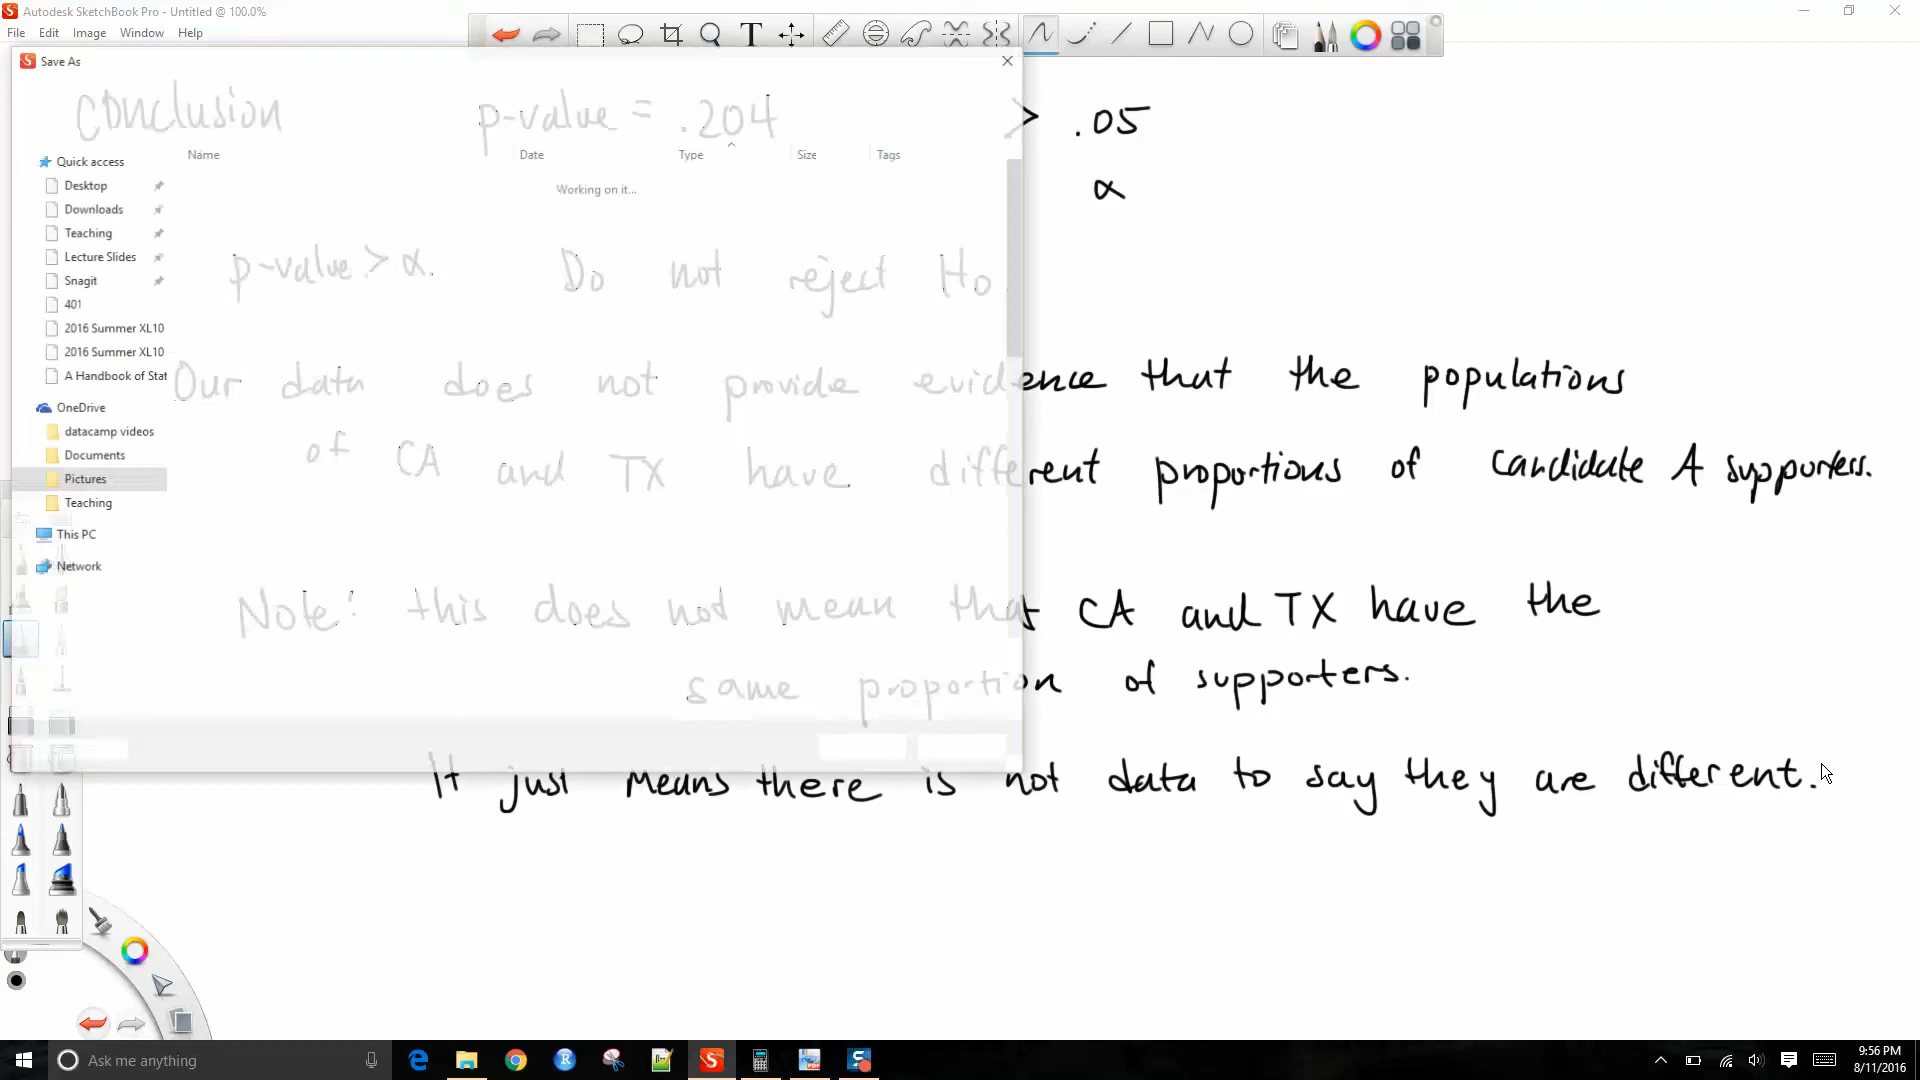 Autodesk SketchBook Pro - Untitled @ 100.0%
File Edit Image Window Help
T
Save As
Conclusion p-value = .204 > .05
α
Name Date Type Size Tags
Working on it...
Quick access
Desktop
Downloads
Teaching
Lecture Slides
Snagit
401
2016 Summer XL10
2016 Summer XL10
A Handbook of Stat
OneDrive
datacamp videos
Documents
Pictures
Teaching
This PC
Network
p-value > α. Do not reject Ho
Our data does not provide evidence that the populations
of CA and TX have different proportions of Candidate A supporters.
Note: this does not mean that CA and TX have the
same proportion of supporters.
It just means there is not data to say they are different.
Ask me anything
9:56 PM
8/11/2016